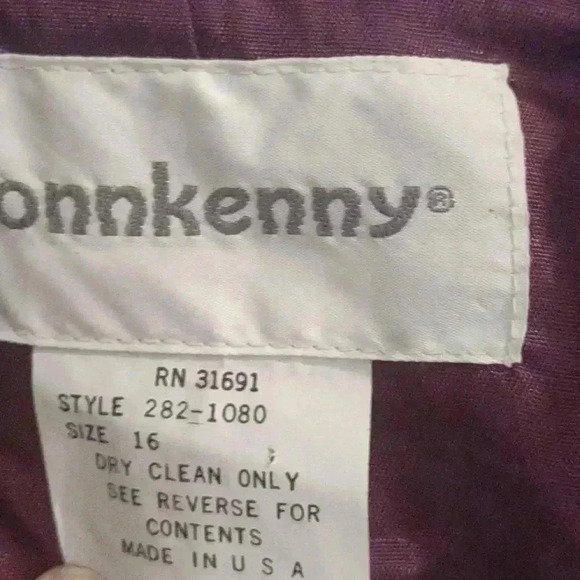 onnkenny®
RN 31691
STYLE 282-1080
SIZE 16
DRY CLEAN ONLY
SEE REVERSE FOR
CONTENTS
MADE IN U S A